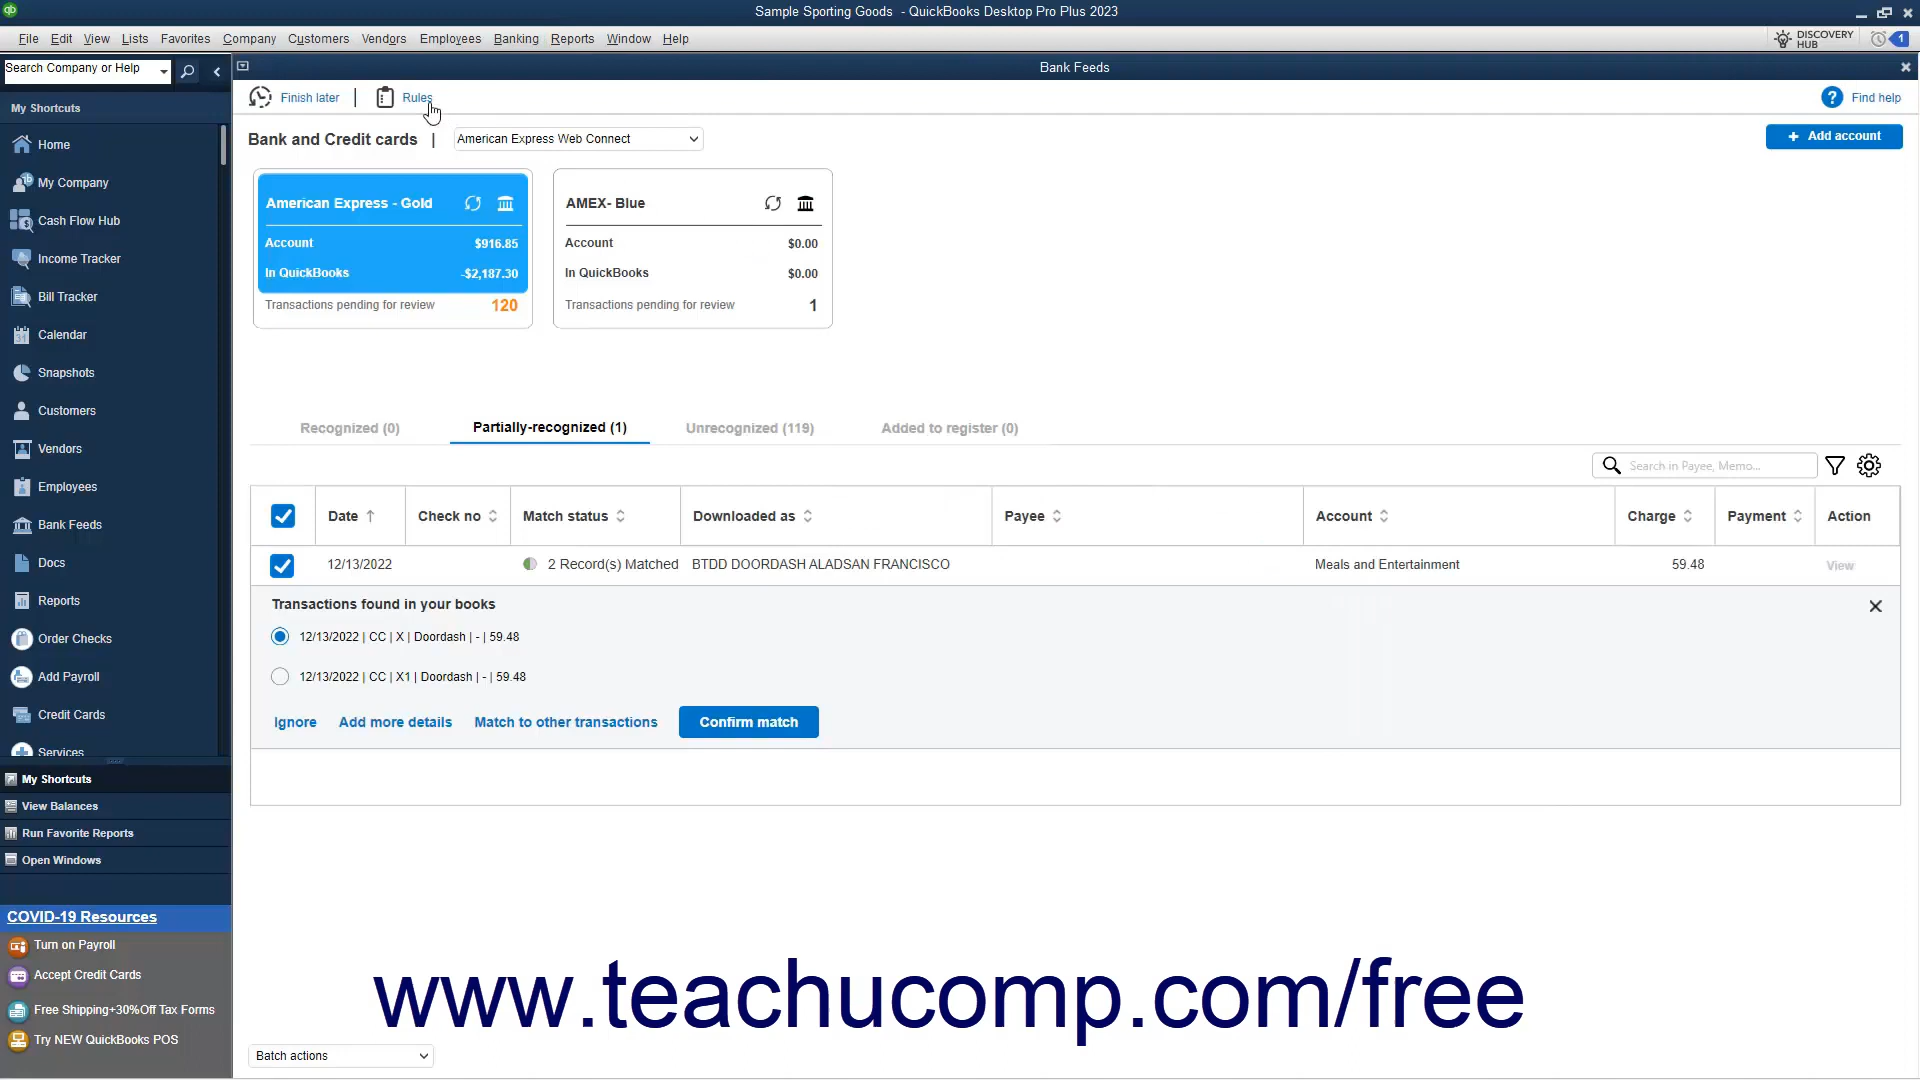 Sample Sporting Goods - QuickBooks Desktop Pro Plus 2023
File Edit View Lists Favorites Company Customers Vendors Employees Banking Reports Window Help
DISCOVERY HUB
1
Search Company or Help
Bank Feeds
My Shortcuts
Home
My Company
Cash Flow Hub
Income Tracker
Bill Tracker
Calendar
Snapshots
Customers
Vendors
Employees
Bank Feeds
Docs
Reports
Order Checks
Add Payroll
Credit Cards
Services
My Shortcuts
View Balances
Run Favorite Reports
Open Windows
COVID-19 Resources
Turn on Payroll
Accept Credit Cards
Free Shipping+30%Off Tax Forms
Try NEW QuickBooks POS
Finish later | Rules
? Find help
Bank and Credit cards | American Express Web Connect
+ Add account
American Express - Gold
Account $916.85
In QuickBooks -$2,187.30
Transactions pending for review 120
AMEX- Blue
Account $0.00
In QuickBooks $0.00
Transactions pending for review 1
Recognized (0) Partially-recognized (1) Unrecognized (119) Added to register (0)
Search in Payee, Memo...
Date Check no Match status Downloaded as Payee Account Charge Payment Action
12/13/2022 2 Record(s) Matched BTDD DOORDASH ALADSAN FRANCISCO Meals and Entertainment 59.48 View
Transactions found in your books
12/13/2022 | CC | X | Doordash | - | 59.48
12/13/2022 | CC | X1 | Doordash | - | 59.48
Ignore Add more details Match to other transactions Confirm match
www.teachucomp.com/free
Batch actions